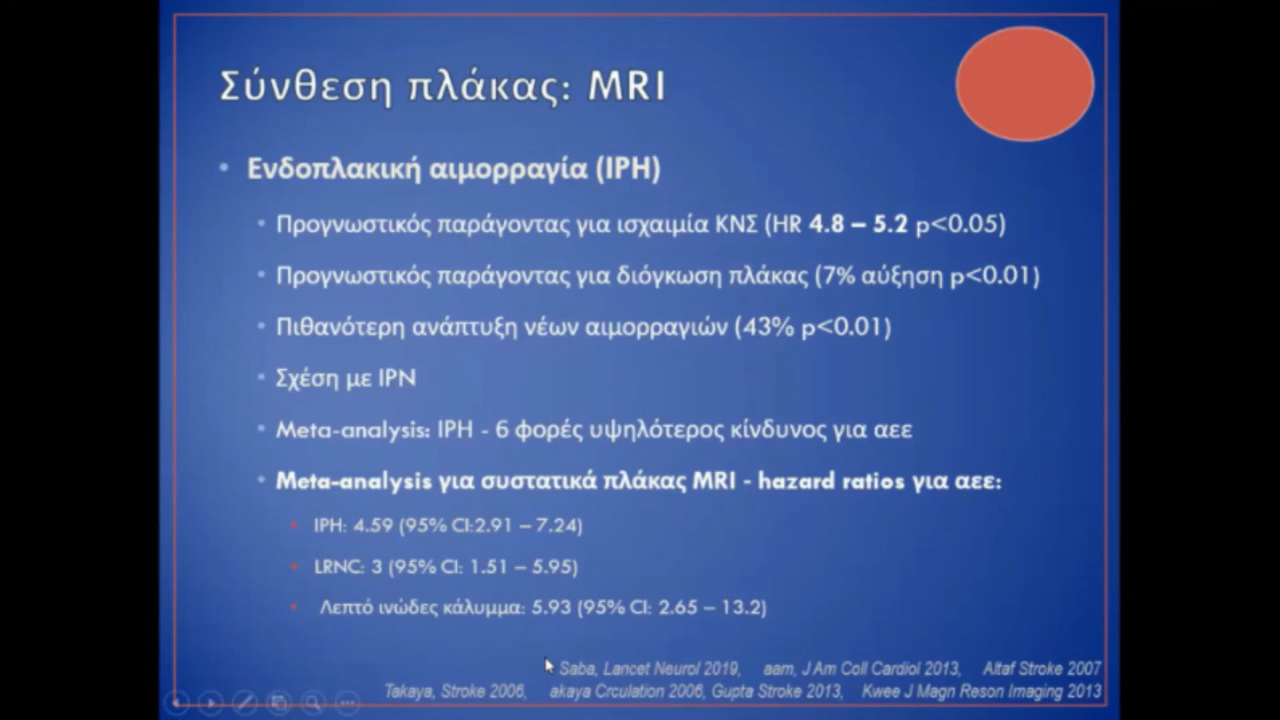 Σύνθεση πλάκας: MRI
• Ενδοπλακική αιμορραγία (IPH)
• Προγνωστικός παράγοντας για ισχαιμία ΚΝΣ (HR 4.8 – 5.2 p<0.05)
• Προγνωστικός παράγοντας για διόγκωση πλάκας (7% αύξηση p<0.01)
• Πιθανότερη ανάπτυξη νέων αιμορραγιών (43% p<0.01)
• Σχέση με IPN
• Meta-analysis: IPH - 6 φορές υψηλότερος κίνδυνος για αεε
• Meta-analysis για συστατικά πλάκας MRI - hazard ratios για αεε:
• IPH: 4.59 (95% CI:2.91 – 7.24)
• LRNC: 3 (95% CI: 1.51 – 5.95)
• Λεπτό ινώδες κάλυμμα: 5.93 (95% CI: 2.65 – 13.2)
Saba, Lancet Neurol 2019, aam, J Am Coll Cardiol 2013, Altaf Stroke 2007
Takaya, Stroke 2006, akaya Crculation 2006, Gupta Stroke 2013, Kwee J Magn Reson Imaging 2013